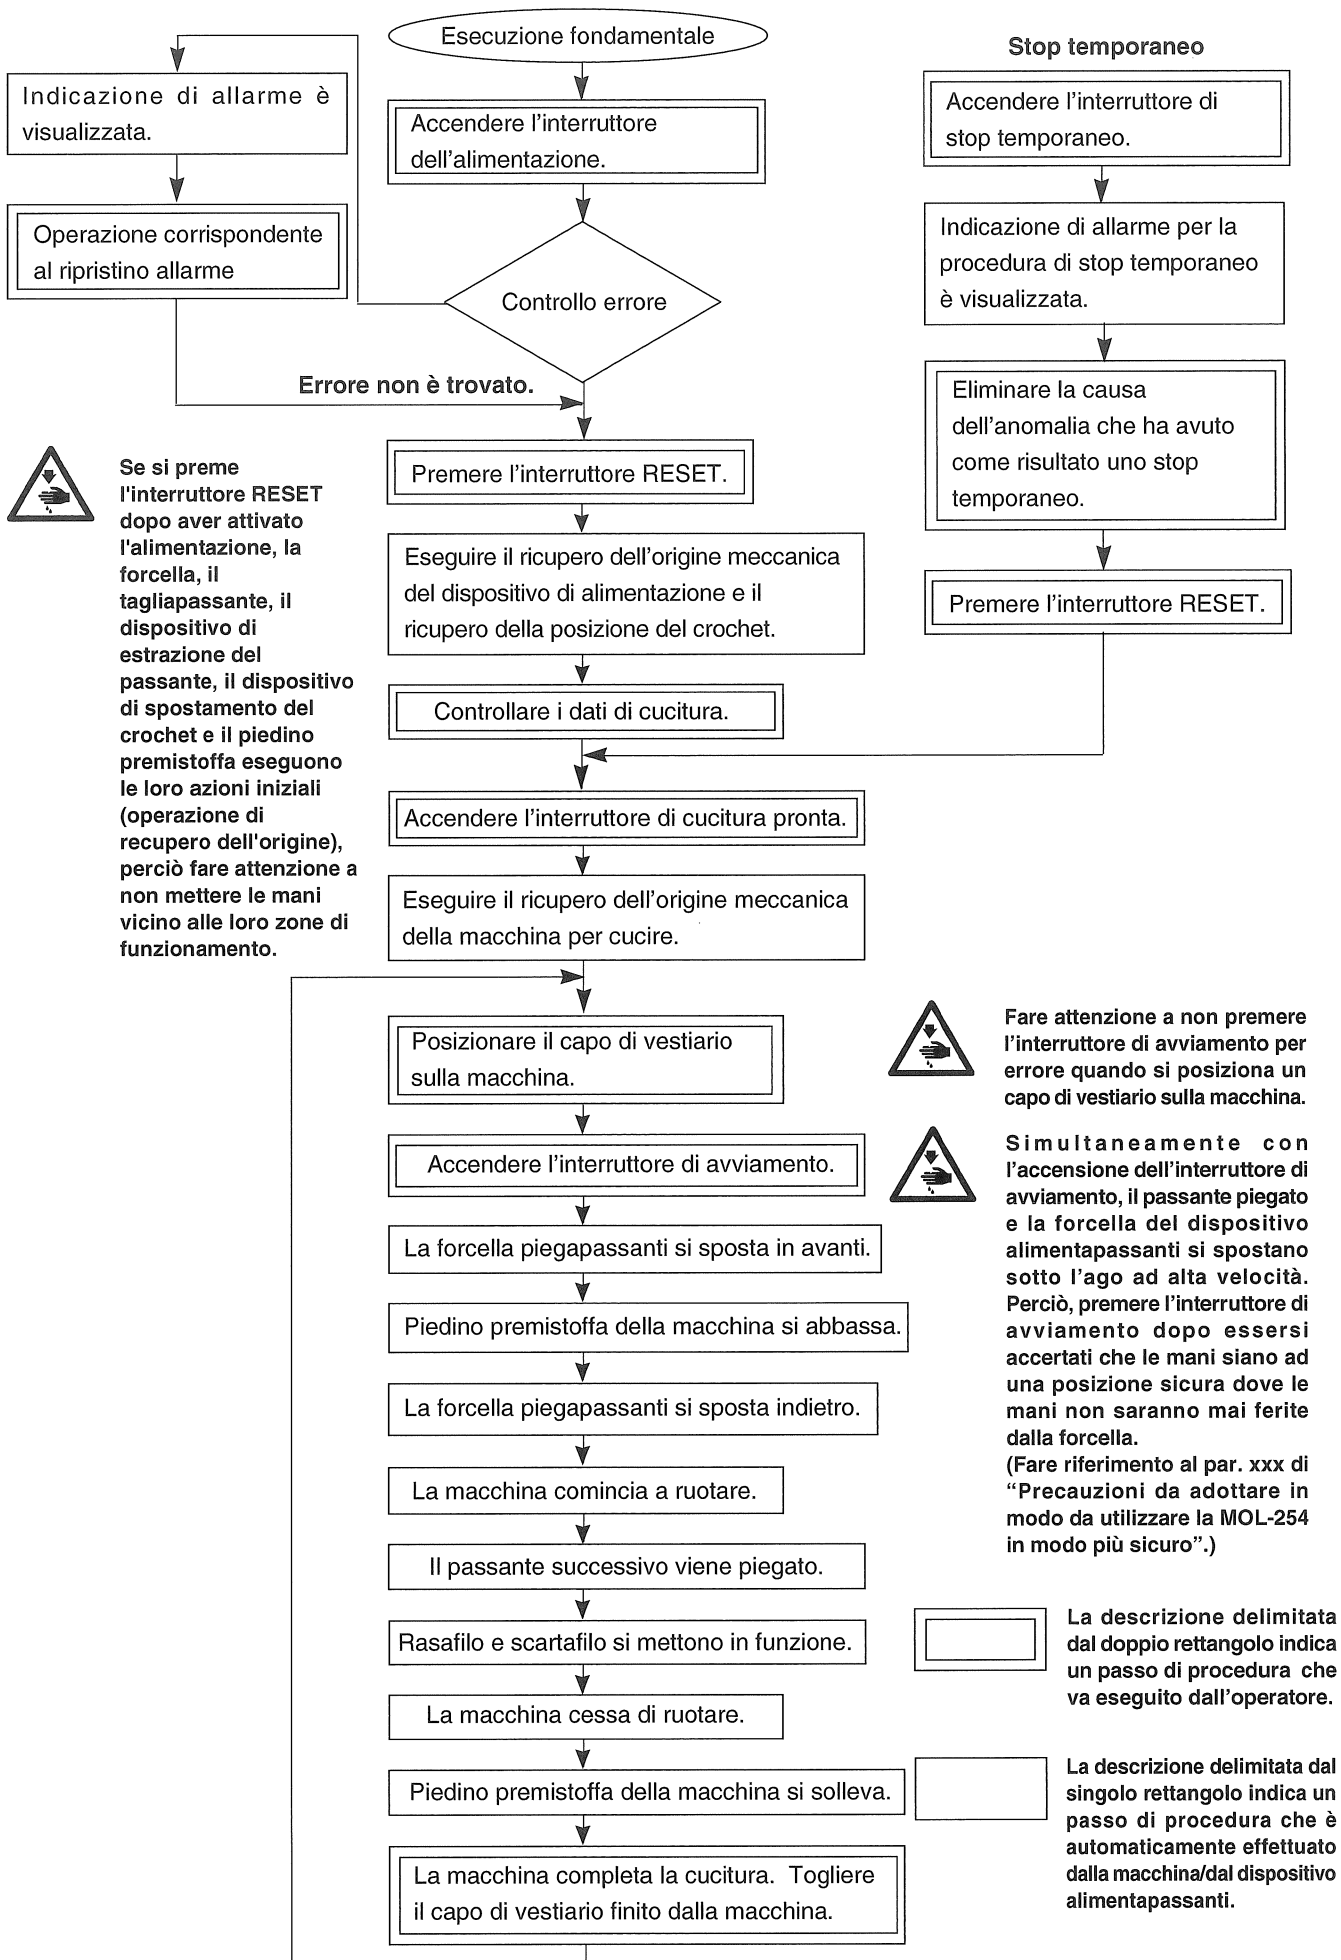 Esecuzione fondamentale
Accendere l'interruttore
dell'alimentazione.
Controllo errore
Indicazione di allarme è
visualizzata.
Operazione corrispondente
al ripristino allarme
Errore non è trovato.
Premere l'interruttore RESET.
Eseguire il ricupero dell'origine meccanica
del dispositivo di alimentazione e il
ricupero della posizione del crochet.
Controllare i dati di cucitura.
Stop temporaneo
Accendere l'interruttore di
stop temporaneo.
Indicazione di allarme per la
procedura di stop temporaneo
è visualizzata.
Eliminare la causa
dell'anomalia che ha avuto
come risultato uno stop
temporaneo.
Premere l'interruttore RESET.
Se si preme
l'interruttore RESET
dopo aver attivato
l'alimentazione, la
forcella, il
tagliapassante, il
dispositivo di
estrazione del
passante, il dispositivo
di spostamento del
crochet e il piedino
premistoffa eseguono
le loro azioni iniziali
(operazione di
recupero dell'origine),
perciò fare attenzione a
non mettere le mani
vicino alle loro zone di
funzionamento.
Accendere l'interruttore di cucitura pronta.
Eseguire il ricupero dell'origine meccanica
della macchina per cucire.
Posizionare il capo di vestiario
sulla macchina.
Accendere l'interruttore di avviamento.
La forcella piegapassanti si sposta in avanti.
Piedino premistoffa della macchina si abbassa.
La forcella piegapassanti si sposta indietro.
La macchina comincia a ruotare.
Il passante successivo viene piegato.
Rasafilo e scartafilo si mettono in funzione.
La macchina cessa di ruotare.
Piedino premistoffa della macchina si solleva.
La macchina completa la cucitura. Togliere
il capo di vestiario finito dalla macchina.
Fare attenzione a non premere
l'interruttore di avviamento per
errore quando si posiziona un
capo di vestiario sulla macchina.
Simultaneamente con
l'accensione dell'interruttore di
avviamento, il passante piegato
e la forcella del dispositivo
alimentapassanti si spostano
sotto l'ago ad alta velocità.
Perciò, premere l'interruttore di
avviamento dopo essersi
accertati che le mani siano ad
una posizione sicura dove le
mani non saranno mai ferite
dalla forcella.
(Fare riferimento al par. xxx di
“Precauzioni da adottare in
modo da utilizzare la MOL-254
in modo più sicuro”.)
La descrizione delimitata
dal doppio rettangolo indica
un passo di procedura che
va eseguito dall'operatore.
La descrizione delimitata dal
singolo rettangolo indica un
passo di procedura che è
automaticamente effettuato
dalla macchina/dal dispositivo
alimentapassanti.